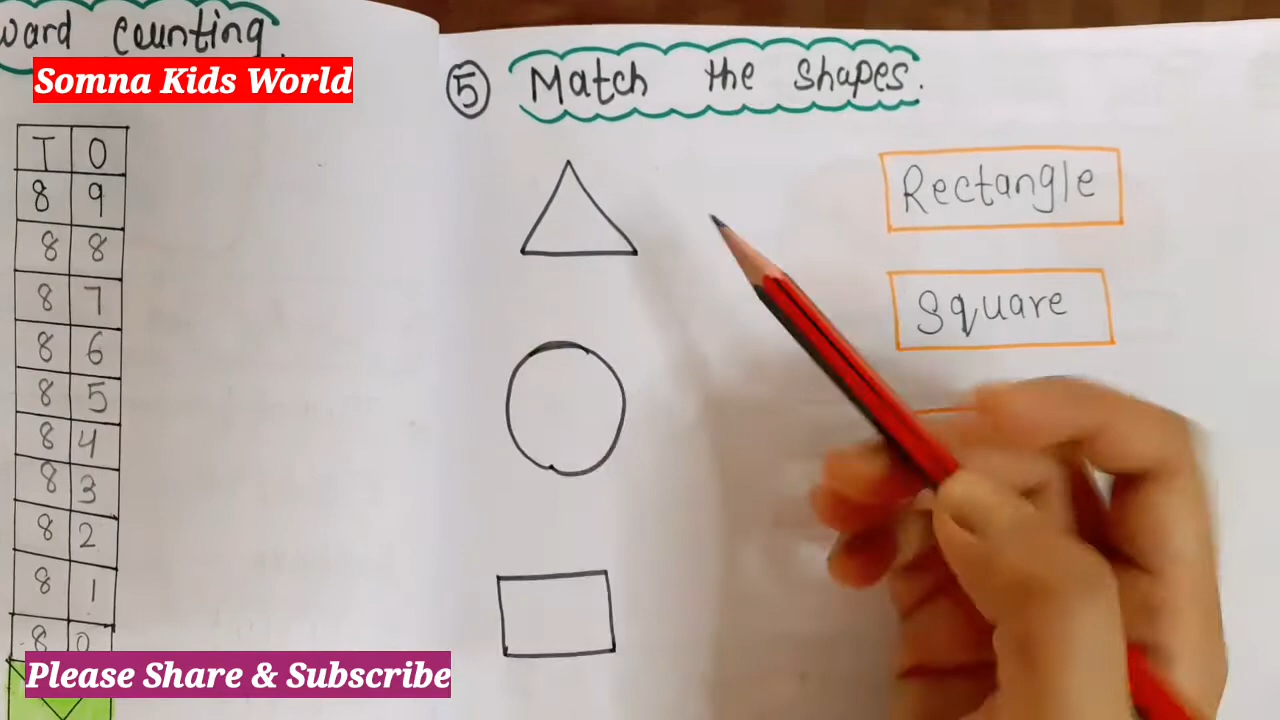 ward counting.
Somna Kids World
T O
8 9
8 8
8 7
8 6
8 5
8 4
8 3
8 2
8 1
8 0
Please Share & Subscribe
5 Match the shapes.
Rectangle
Square